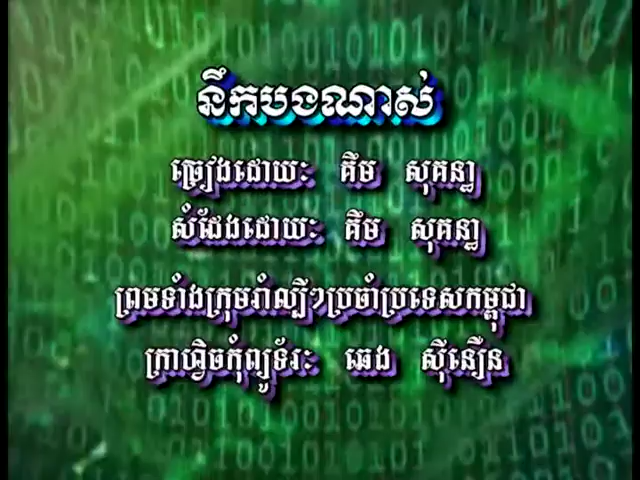 នឹកបងណាស់
ច្រៀងដោយៈ គឹម សុគន្ធា
សំដែងដោយៈ គឹម សុគន្ធា
ព្រមទាំងក្រុមរាំល្បីៗប្រចាំប្រទេសកម្ពុជា
ក្រាហ្វិចកុំព្យូទ័រៈ ឆេង ស៊ីនឿន